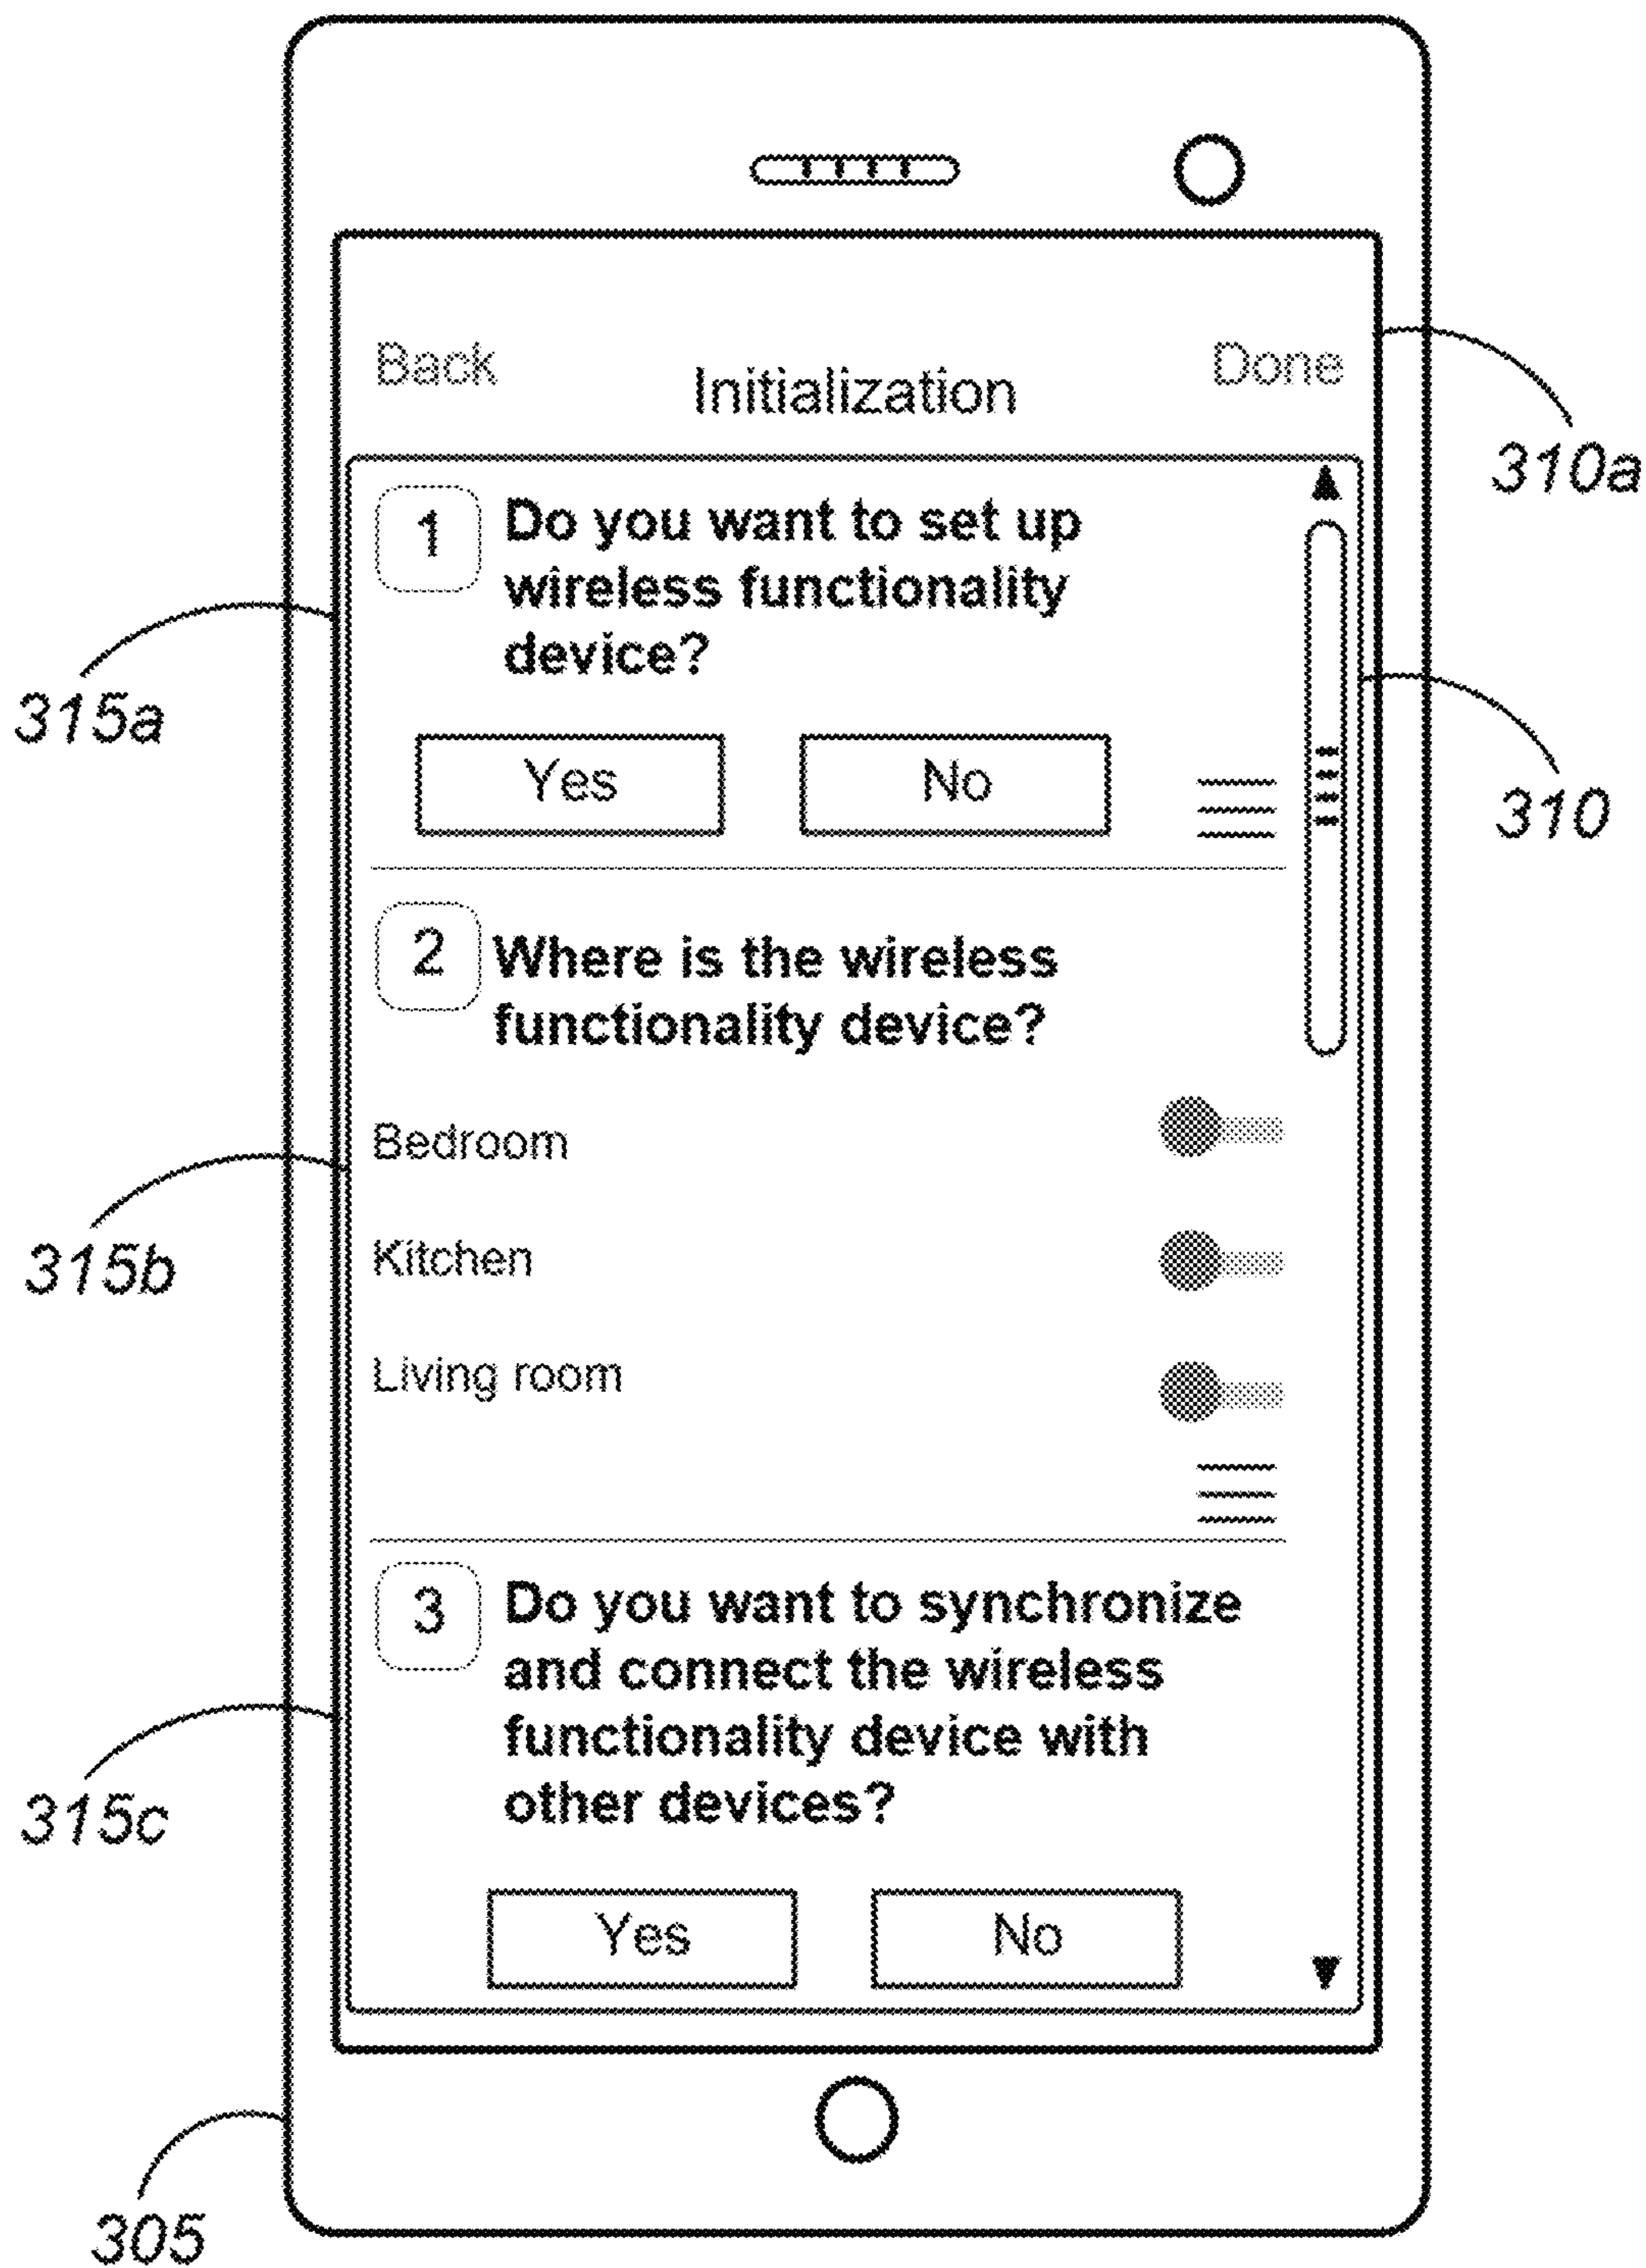 Back
Initialization
Done
310a
1
Do you want to set up
wireless functionality
device?
315a
Yes
No
310
2
Where is the wireless
functionality device?
Bedroom
315b
Kitchen
Living room
3
Do you want to synchronize
and connect the wireless
functionality device with
other devices?
315c
Yes
No
305